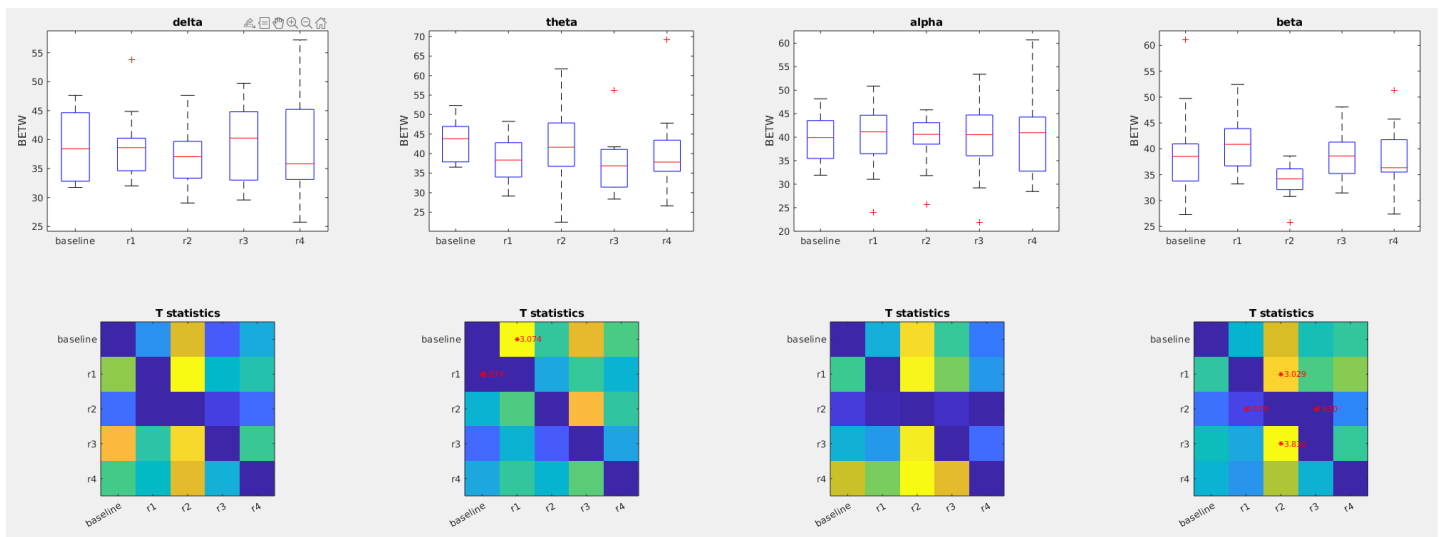 delta
theta
alpha
beta
BETW
55
50
45
40
35
30
25
baseline r1 r2 r3 r4
BETW
70
65
60
55
50
45
40
35
30
25
baseline r1 r2 r3 r4
BETW
60
55
50
45
40
35
30
25
20
baseline r1 r2 r3 r4
BETW
60
55
50
45
40
35
30
25
baseline r1 r2 r3 r4
T statistics
baseline
r1
r2
r3
r4
baseline r1 r2 r3 r4
T statistics
baseline
r1
r2
r3
r4
3.074
baseline r1 r2 r3 r4
T statistics
baseline
r1
r2
r3
r4
baseline r1 r2 r3 r4
T statistics
baseline
r1
r2
r3
r4
3.029
baseline r1 r2 r3 r4